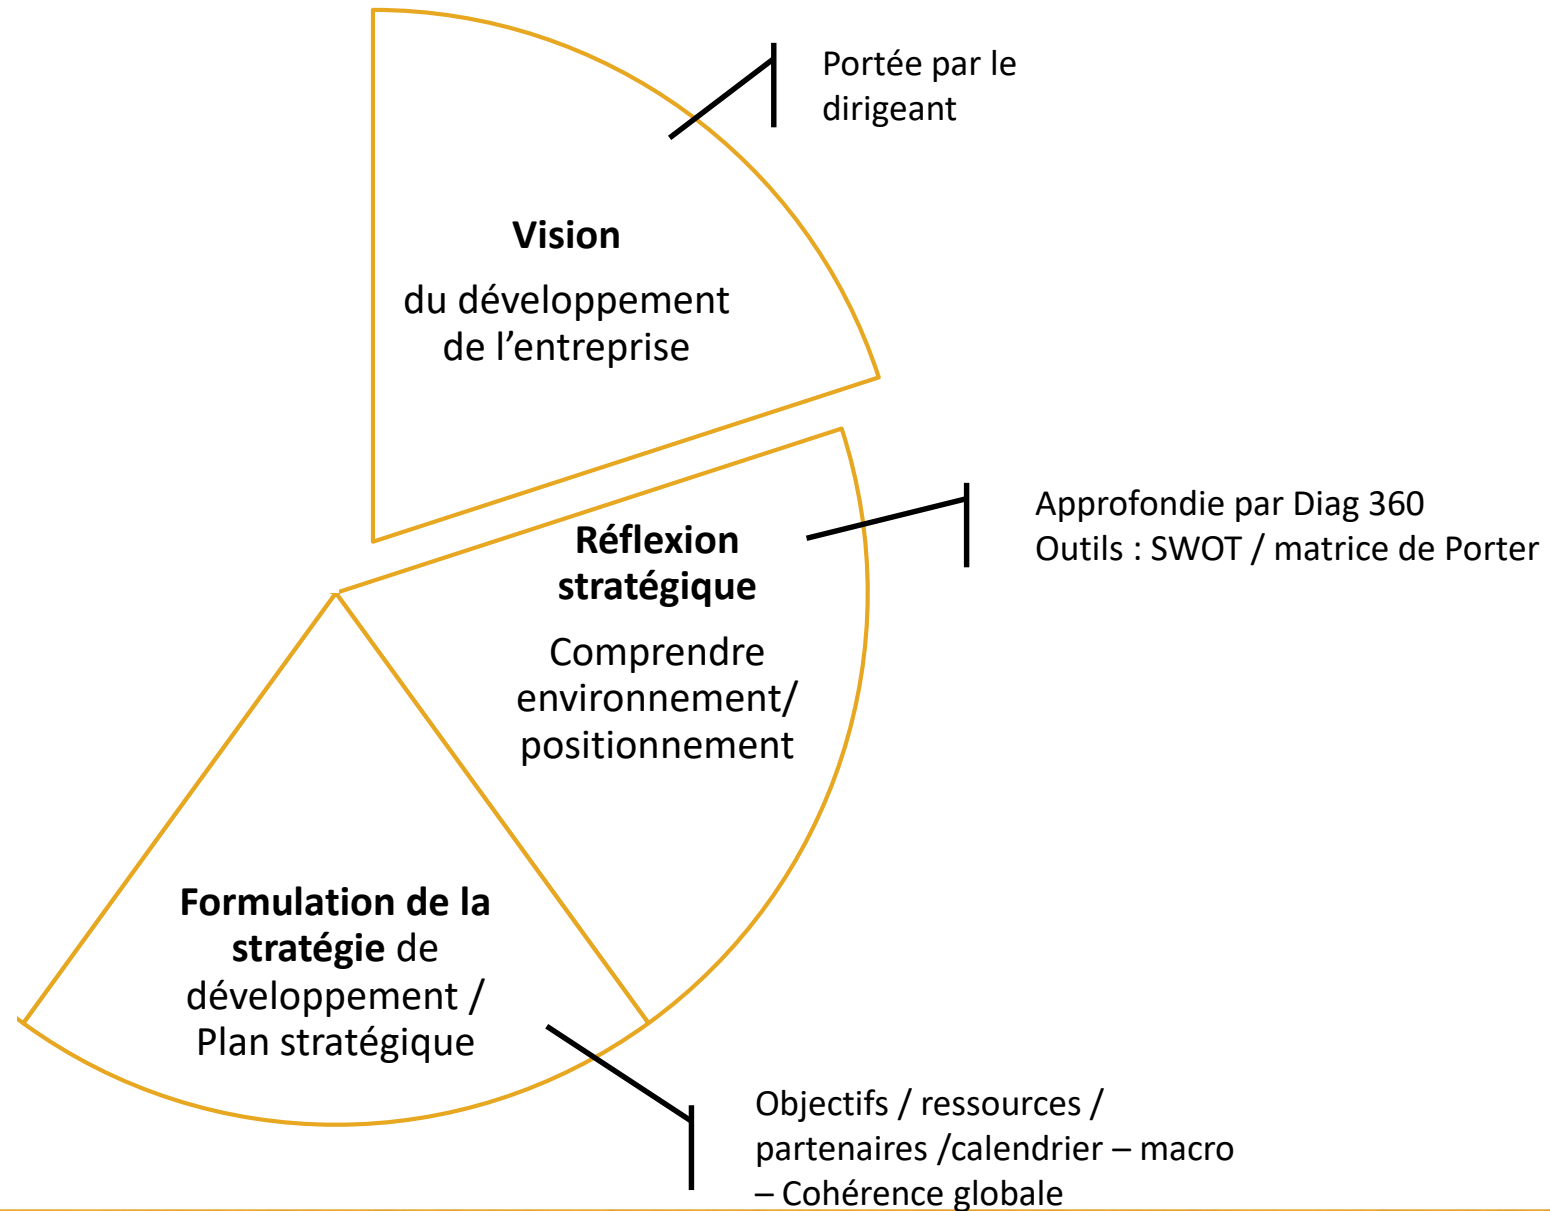 Portée par le
dirigeant
Vision
du développement
de l’entreprise
Approfondie par Diag 360
Outils : SWOT / matrice de Porter
Réflexion
stratégique
Comprendre
environnement/
positionnement
Formulation de la
stratégie de
développement /
Plan stratégique
Objectifs / ressources /
partenaires /calendrier – macro
– Cohérence globale